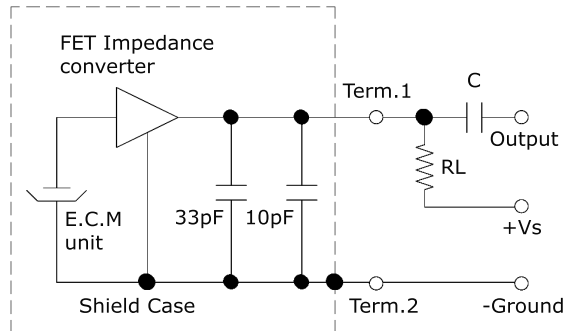 FET Impedance
converter
Term.1
C
Output
RL
33pF
10pF
E.C.M
unit
+Vs
Shield Case
Term.2
-Ground